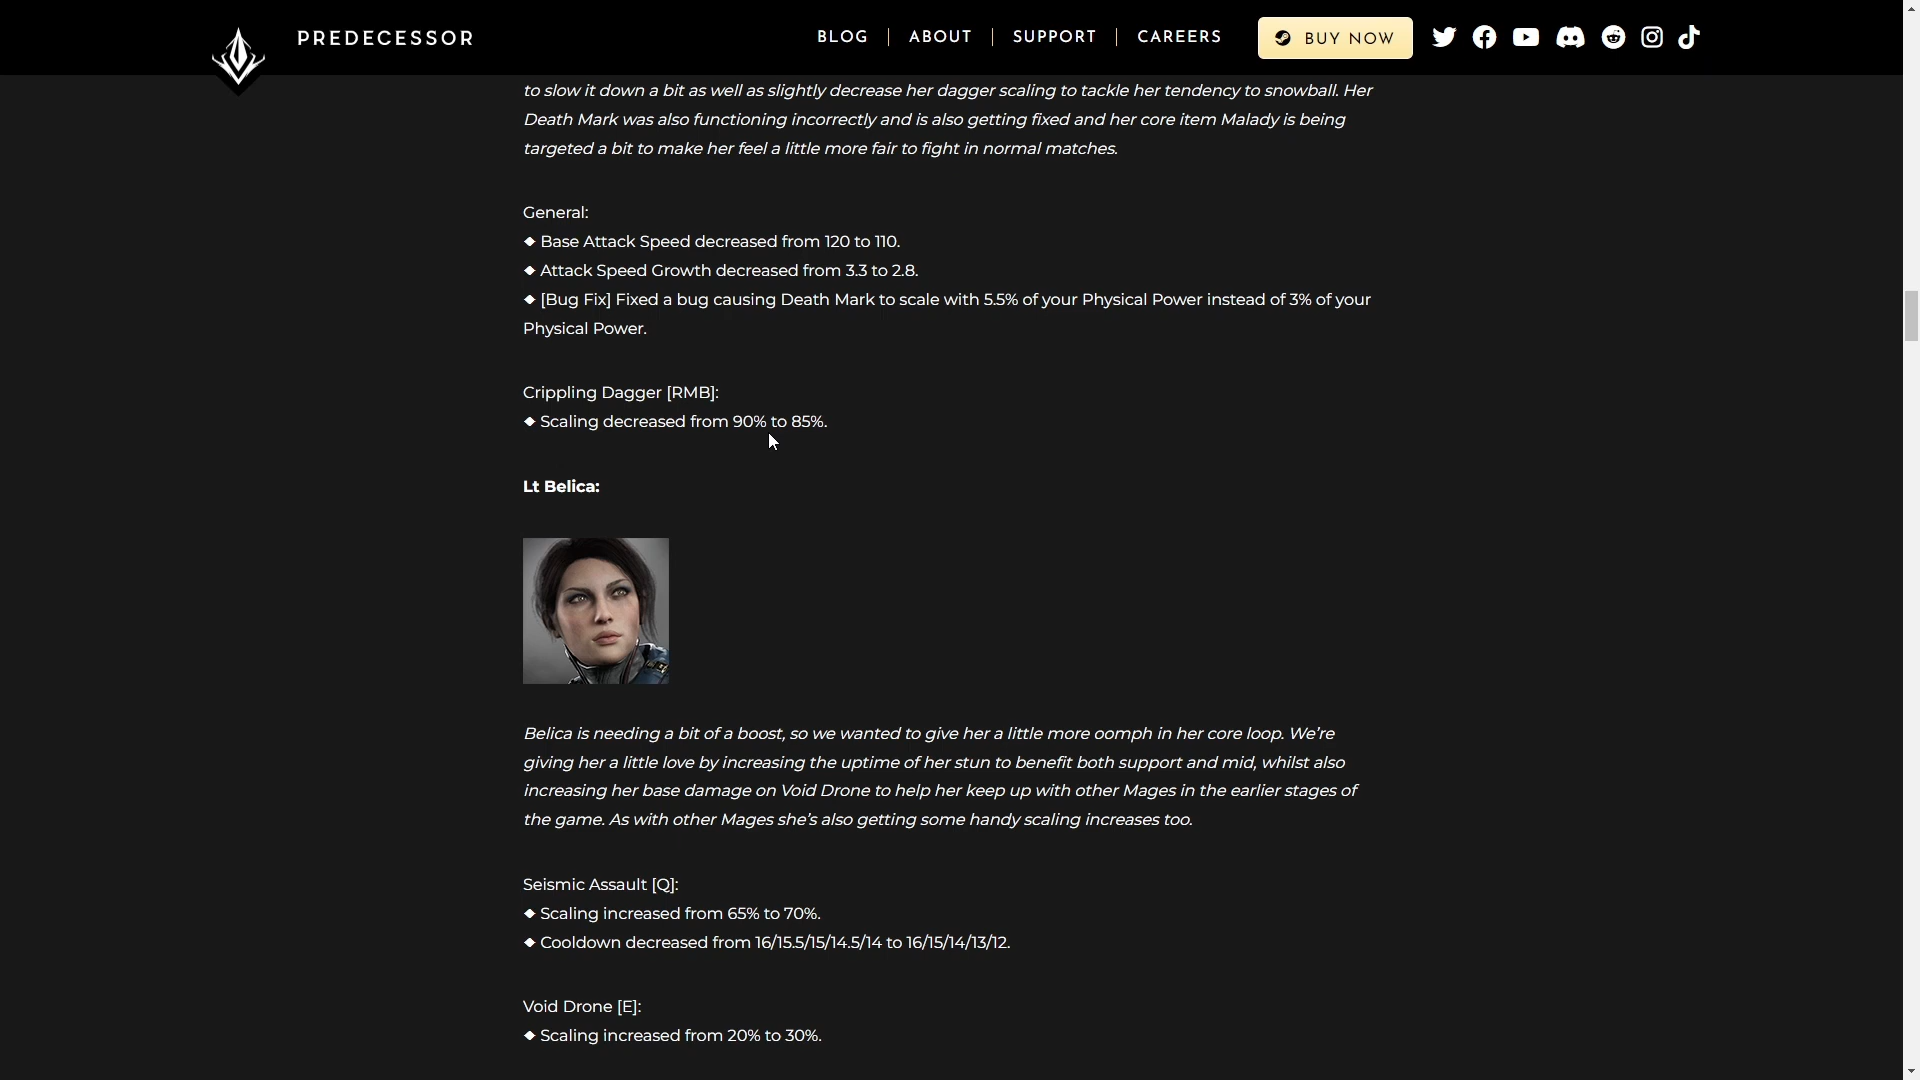 PREDECESSOR
BLOG
ABOUT
SUPPORT
CAREERS
BUY NOW
to slow it down a bit as well as slightly decrease her dagger scaling to tackle her tendency to snowball. Her
Death Mark was also functioning incorrectly and is also getting fixed and her core item Malady is being
targeted a bit to make her feel a little more fair to fight in normal matches.
General:
◆ Base Attack Speed decreased from 120 to 110.
◆ Attack Speed Growth decreased from 3.3 to 2.8.
◆ [Bug Fix] Fixed a bug causing Death Mark to scale with 5.5% of your Physical Power instead of 3% of your
Physical Power.
Crippling Dagger [RMB]:
◆ Scaling decreased from 90% to 85%.
Lt Belica:
Belica is needing a bit of a boost, so we wanted to give her a little more oomph in her core loop. We’re
giving her a little love by increasing the uptime of her stun to benefit both support and mid, whilst also
increasing her base damage on Void Drone to help her keep up with other Mages in the earlier stages of
the game. As with other Mages she’s also getting some handy scaling increases too.
Seismic Assault [Q]:
◆ Scaling increased from 65% to 70%.
◆ Cooldown decreased from 16/15.5/15/14.5/14 to 16/15/14/13/12.
Void Drone [E]:
◆ Scaling increased from 20% to 30%.